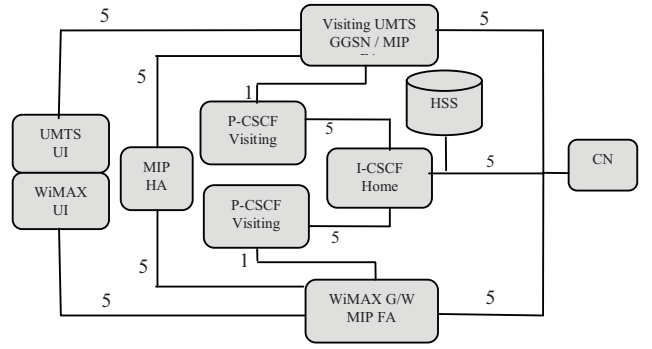 5
Visiting UMTS
GGSN / MIP
5
5
1
HSS
P-CSCF
Visiting
5
UMTS
UI
MIP
HA
I-CSCF
Home
5
CN
WiMAX
UI
P-CSCF
Visiting
5
1
5
5
WiMAX G/W
MIP FA
5